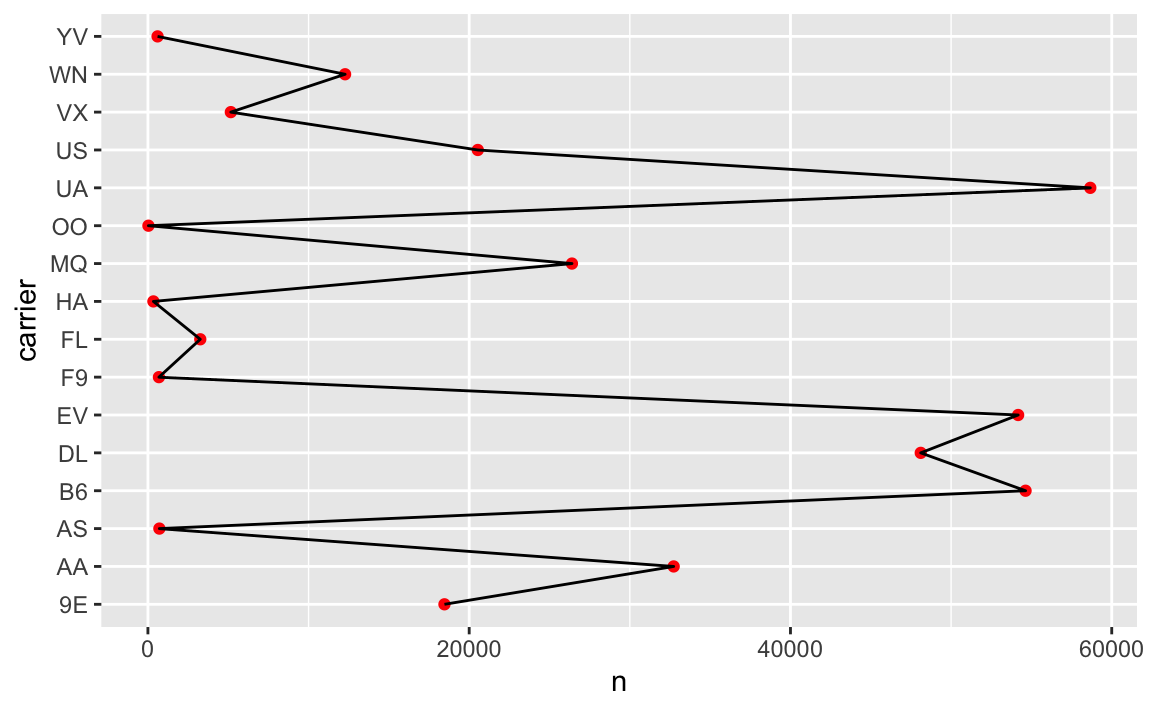 YV
WN
VX
US
UA
OO
MQ
HA
FL
F9
EV
DL
B6
AS
AA
9E
carrier
0 20000 40000 60000
n